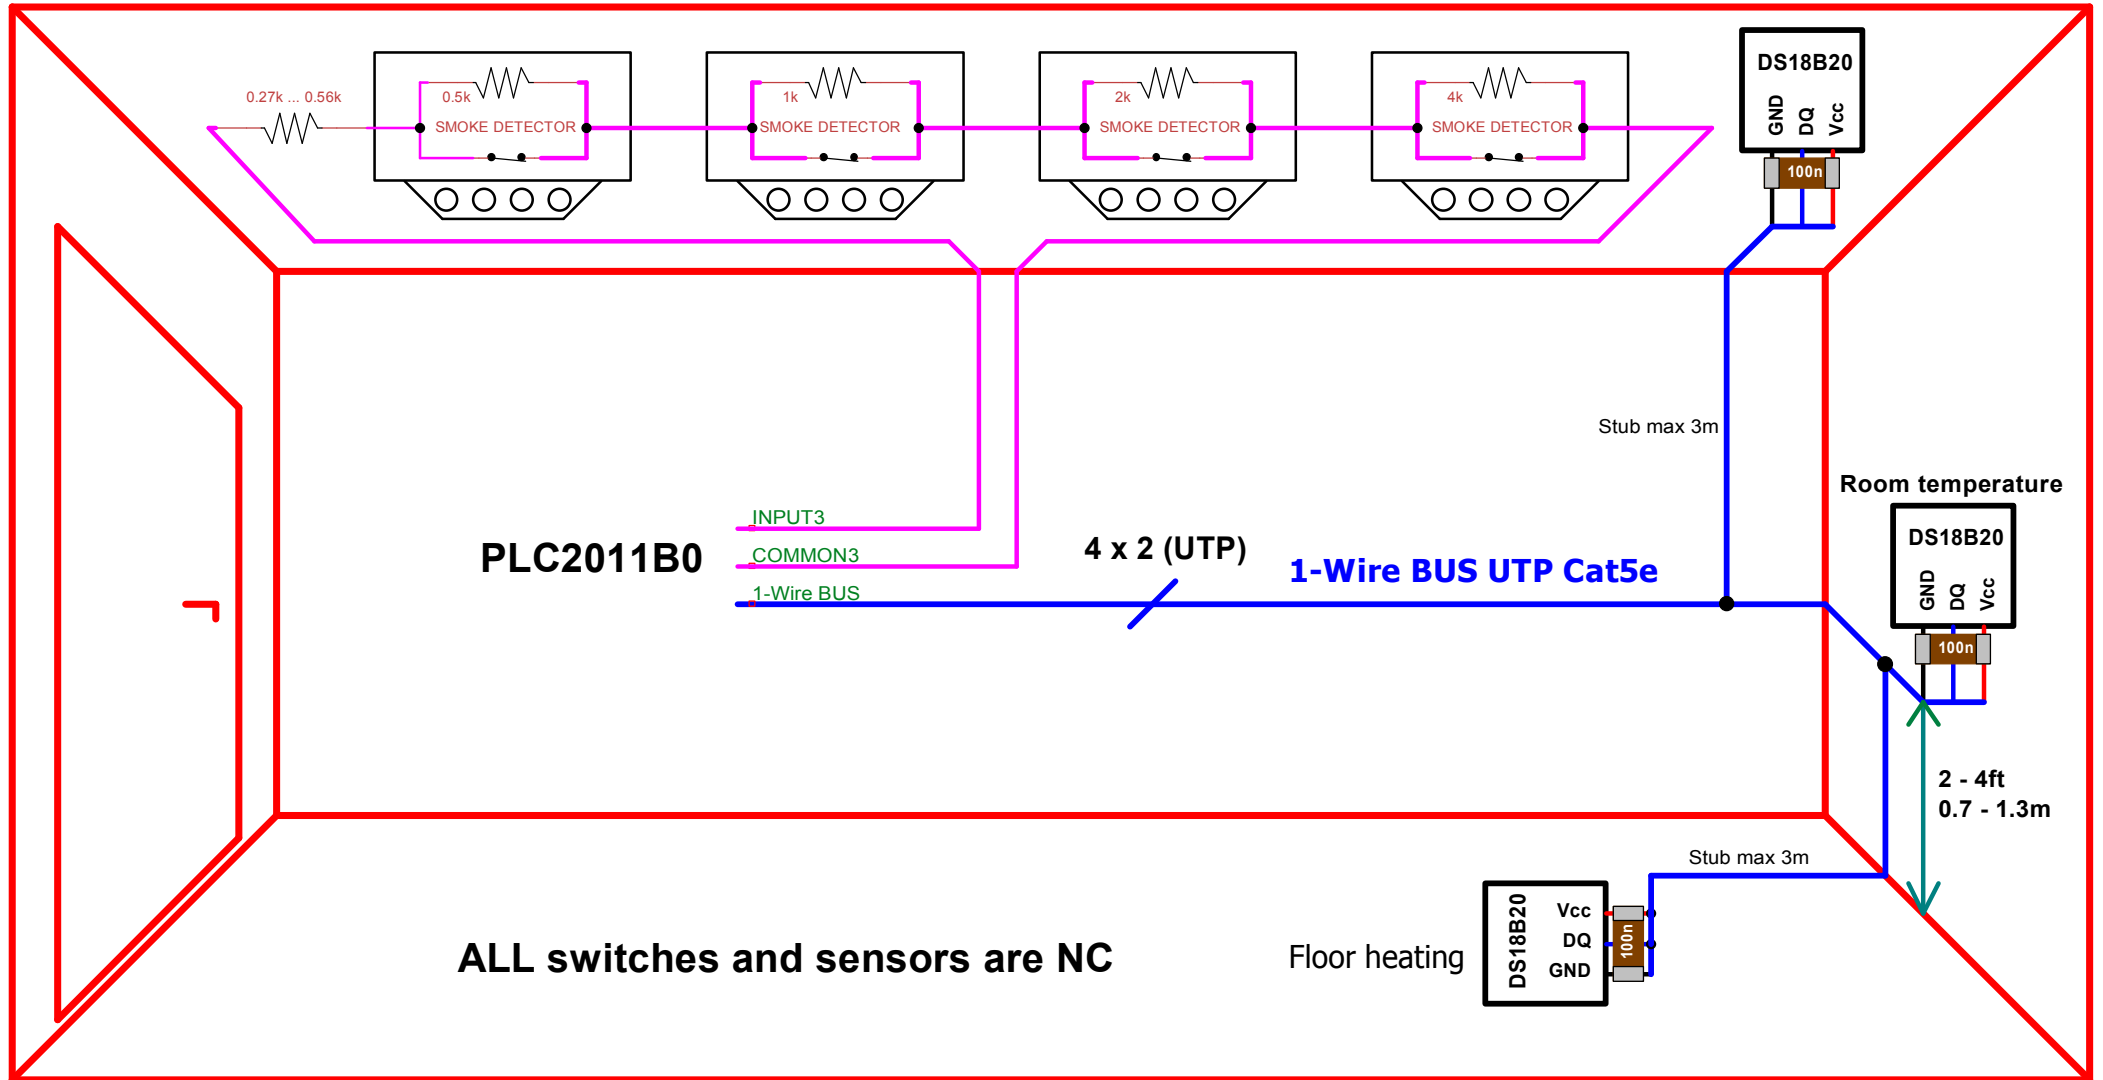 0.27k ... 0.56k
0.5k
SMOKE DETECTOR
1k
SMOKE DETECTOR
2k
SMOKE DETECTOR
4k
SMOKE DETECTOR
DS18B20
GND
DQ
Vcc
100n
Stub max 3m
Room temperature
DS18B20
GND
DQ
Vcc
100n
PLC2011B0
INPUT3
COMMON3
1-Wire BUS
4 x 2 (UTP)
1-Wire BUS UTP Cat5e
2 - 4ft
0.7 - 1.3m
Stub max 3m
ALL switches and sensors are NC
Floor heating
DS18B20
Vcc
DQ
GND
100n